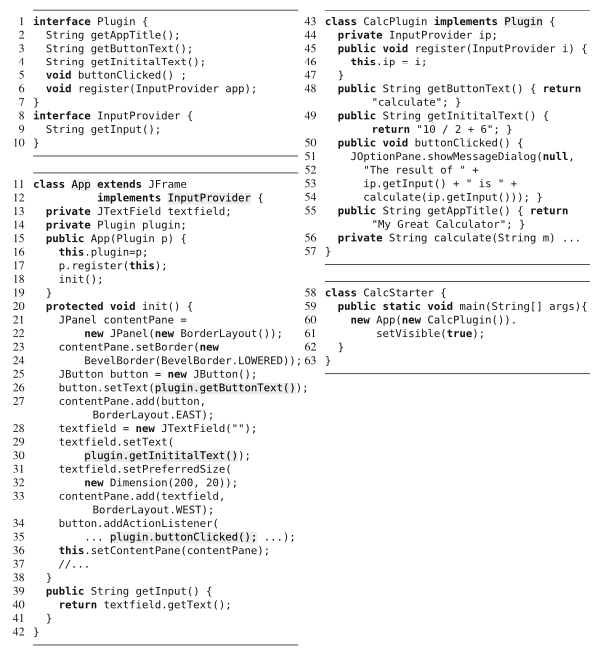 1 interface Plugin {
2 String getAppTitle();
3 String getButtonText();
4 String getInititalText();
5 void buttonClicked() ;
6 void register(InputProvider app);
7 }
8 interface InputProvider {
9 String getInput();
10 }
11 class App extends JFrame
12 implements InputProvider {
13 private JTextField textfield;
14 private Plugin plugin;
15 public App(Plugin p) {
16 this.plugin=p;
17 p.register(this);
18 init();
19 }
20 protected void init() {
21 JPanel contentPane =
22 new JPanel(new BorderLayout());
23 contentPane.setBorder(new
24 BevelBorder(BevelBorder.LOWERED));
25 JButton button = new JButton();
26 button.setText(plugin.getButtonText());
27 contentPane.add(button,
BorderLayout.EAST);
28 textfield = new JTextField("");
29 textfield.setText(
30 plugin.getInititalText());
31 textfield.setPreferredSize(
32 new Dimension(200, 20));
33 contentPane.add(textfield,
BorderLayout.WEST);
34 button.addActionListener(
35 ... plugin.buttonClicked(); ...);
36 this.setContentPane(contentPane);
37 //...
38 }
39 public String getInput() {
40 return textfield.getText();
41 }
42 }
43 class CalcPlugin implements Plugin {
44 private InputProvider ip;
45 public void register(InputProvider i) {
46 this.ip = i;
47 }
48 public String getButtonText() { return
"calculate"; }
49 public String getInititalText() {
return "10 / 2 + 6"; }
50 public void buttonClicked() {
51 JOptionPane.showMessageDialog(null,
52 "The result of " +
53 ip.getInput() + " is " +
54 calculate(ip.getInput())); }
55 public String getAppTitle() { return
"My Great Calculator"; }
56 private String calculate(String m) ...
57 }
58 class CalcStarter {
59 public static void main(String[] args){
60 new App(new CalcPlugin()).
61 setVisible(true);
62 }
63 }